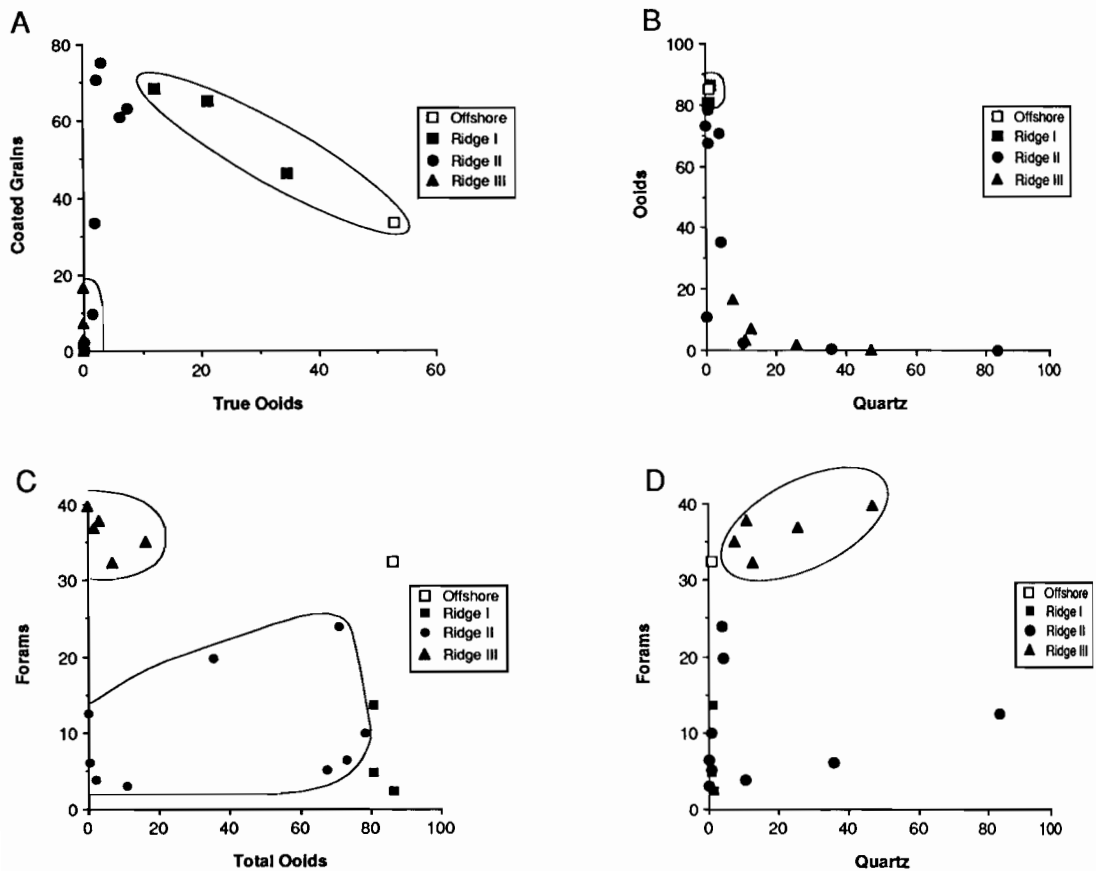 A
80
60
40
20
0
0 20 40 60
Coated Grains
True Ooids
Offshore
Ridge I
Ridge II
Ridge III
B
100
80
60
40
20
0
0 20 40 60 80 100
Ooids
Quartz
Offshore
Ridge I
Ridge II
Ridge III
C
40
30
20
10
0
0 20 40 60 80 100
Forams
Total Ooids
Offshore
Ridge I
Ridge II
Ridge III
D
40
30
20
10
0
0 20 40 60 80 100
Forams
Quartz
Offshore
Ridge I
Ridge II
Ridge III